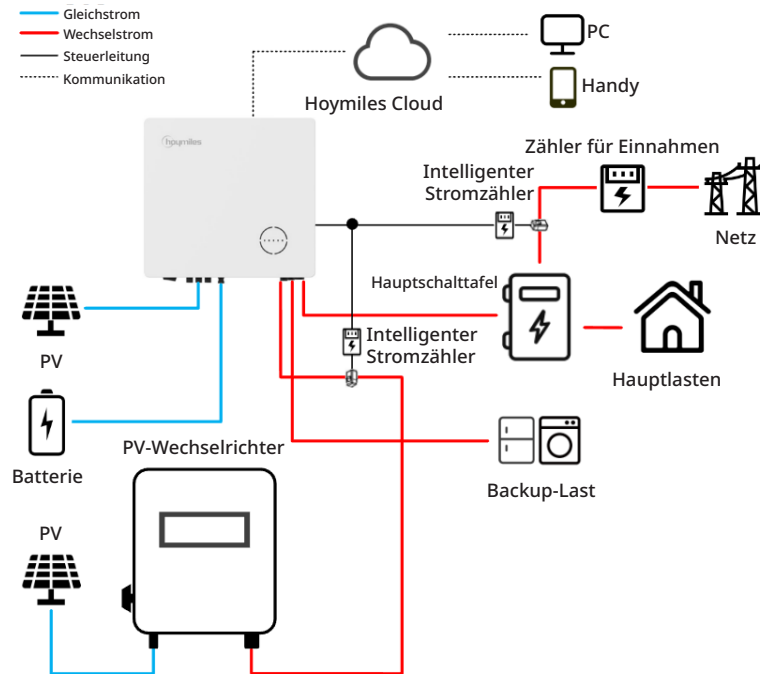 Gleichstrom
Wechselstrom
Steuerleitung
Kommunikation
PC
Handy
Hoymiles Cloud
hoymiles
Zähler für Einnahmen
Intelligenter
Stromzähler
Netz
Hauptschalttafel
PV
Intelligenter
Stromzähler
Hauptlasten
Batterie
PV-Wechselrichter
Backup-Last
PV